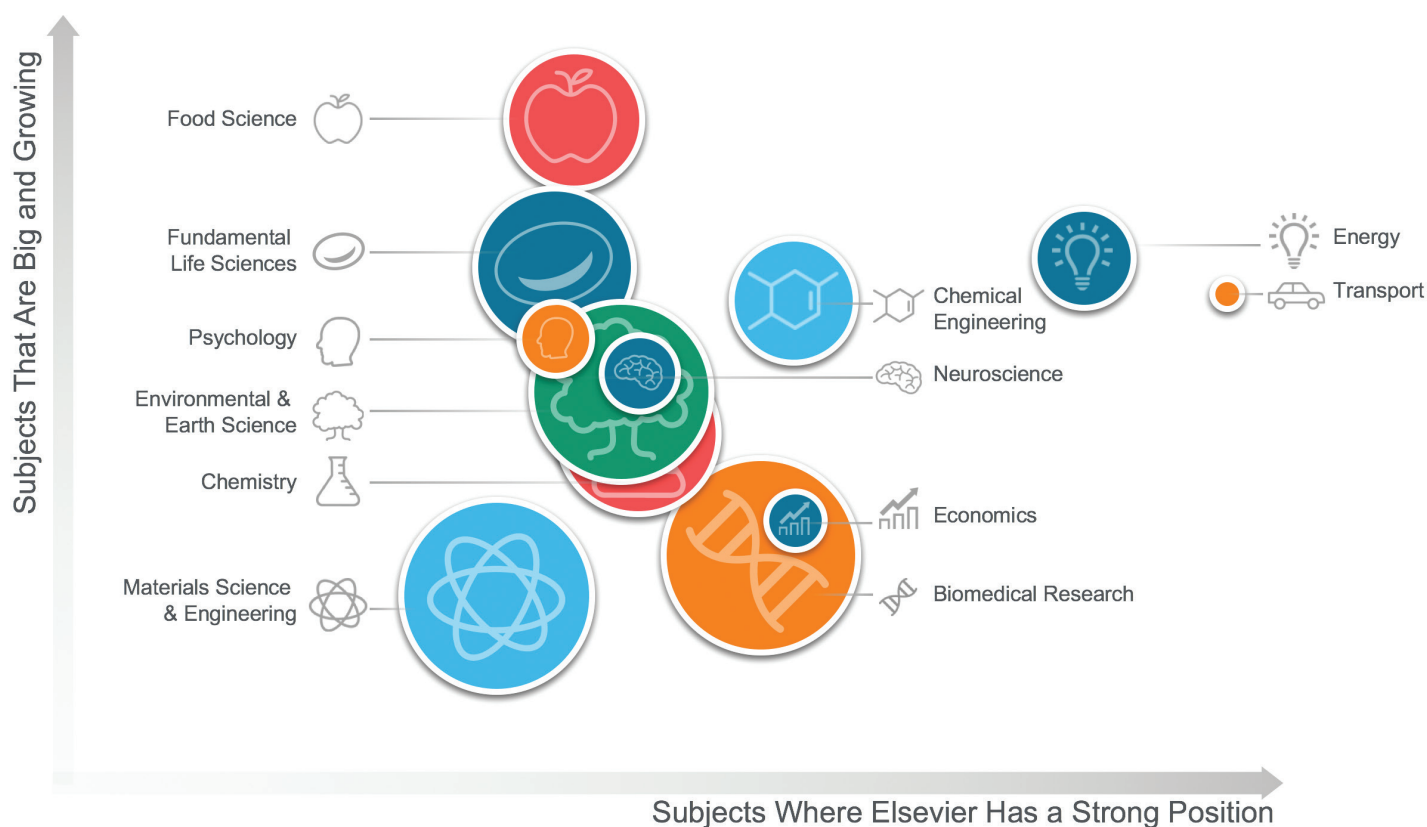 Subjects That Are Big and Growing
Food Science
Fundamental
Life Sciences
Psychology
Environmental &
Earth Science
Chemistry
Materials Science
& Engineering
Energy
Transport
Chemical
Engineering
Neuroscience
Economics
Biomedical Research
Subjects Where Elsevier Has a Strong Position